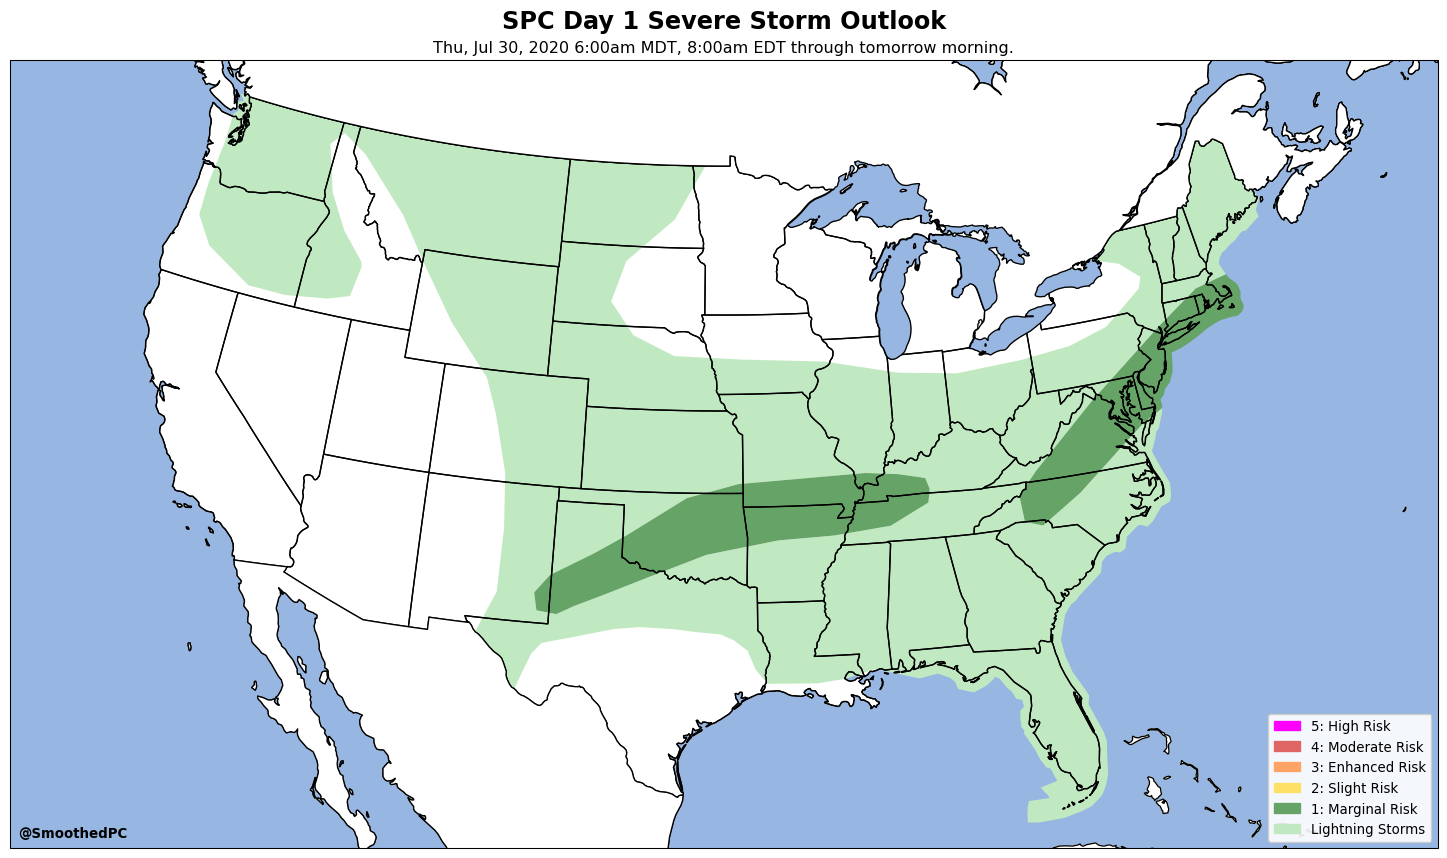 SPC Day 1 Severe Storm Outlook
Thu, Jul 30, 2020 6:00am MDT, 8:00am EDT through tomorrow morning.
5: High Risk
4: Moderate Risk
3: Enhanced Risk
2: Slight Risk
1: Marginal Risk
Lightning Storms
@SmoothedPC